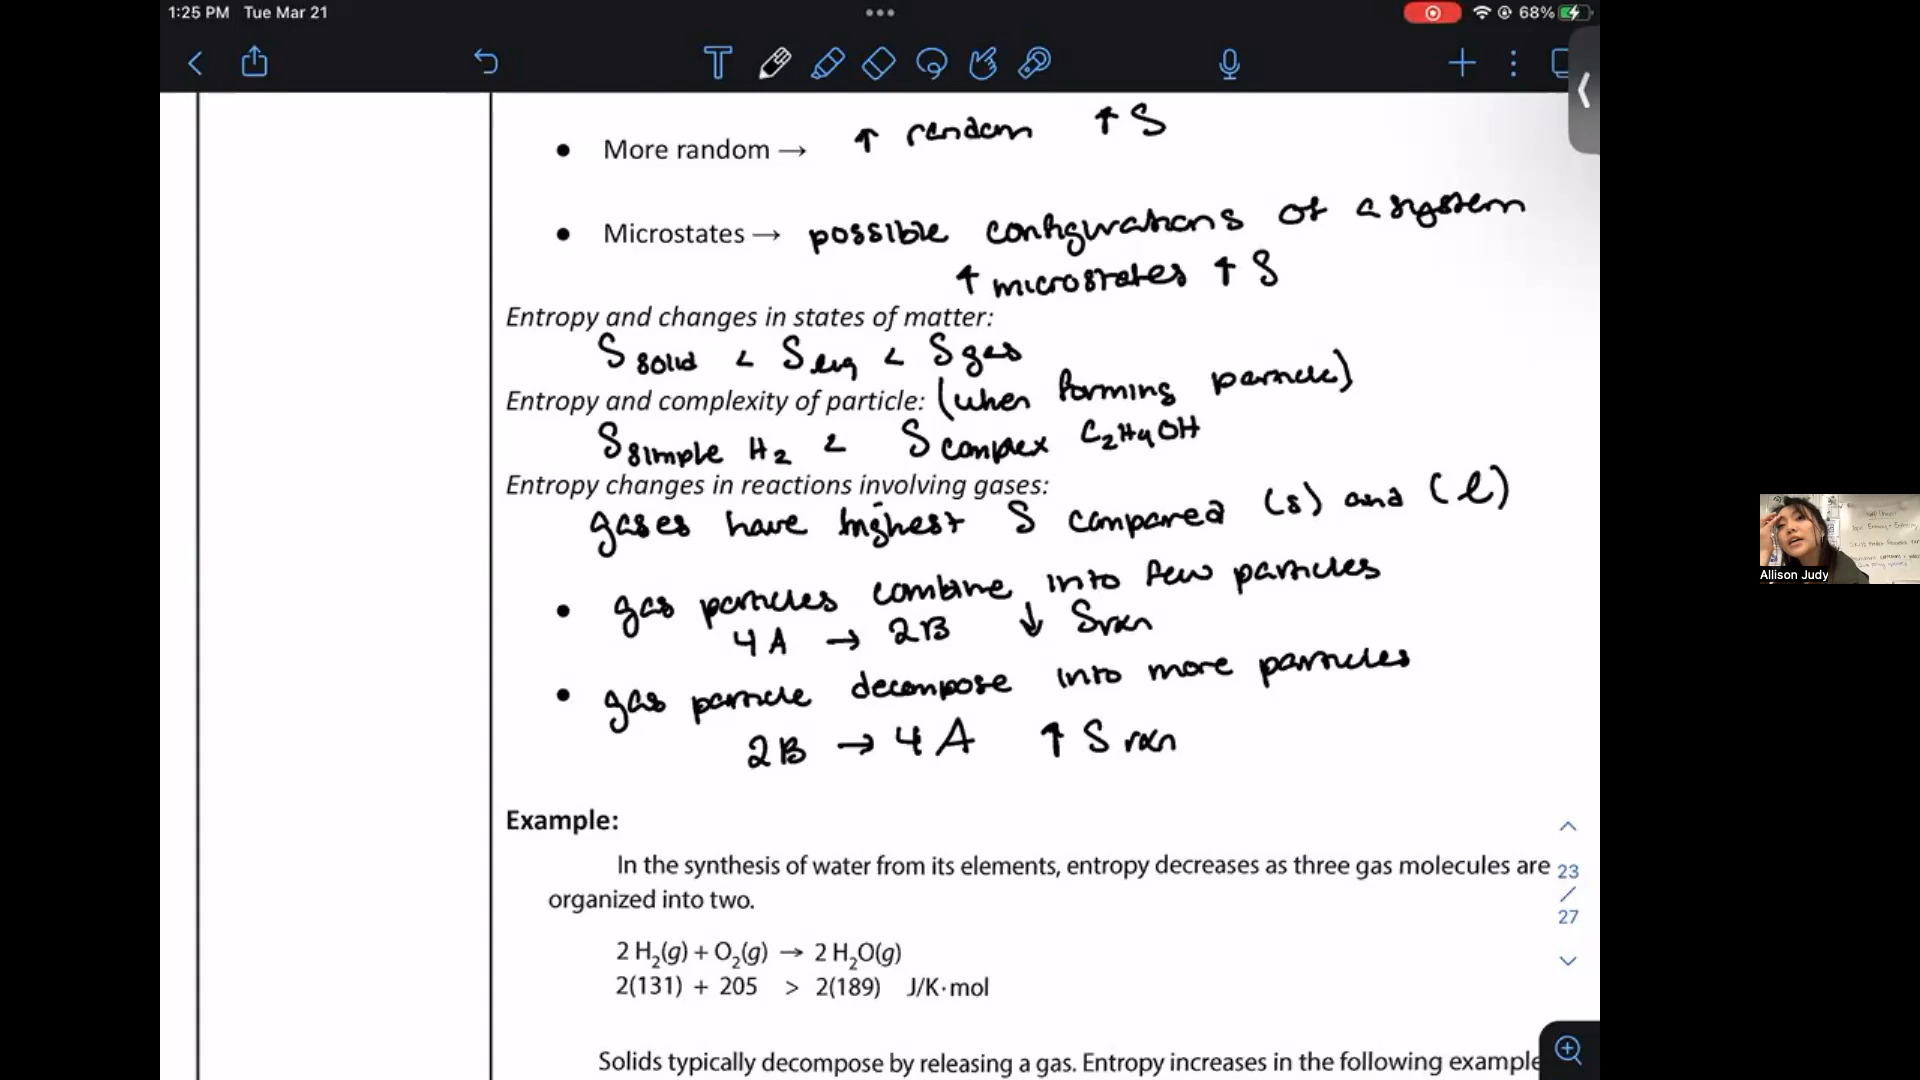 1:25 PM Tue Mar 21
68%
• More random → ↑ random ↑ S
• Microstates → possible configurations of a system
↑ microstates ↑ S
Entropy and changes in states of matter:
S solid < S liq < S gas
Entropy and complexity of particle: (when forming particle)
S simple H2 < S complex C2H4OH
Entropy changes in reactions involving gases:
gases have highest S compared (s) and (l)
• gas particles combine into few particles
4A → 2B ↓ Srxn
• gas particle decompose into more particles
2B → 4A ↑ S rxn
Example:
In the synthesis of water from its elements, entropy decreases as three gas molecules are
organized into two.
2 H2(g) + O2(g) → 2 H2O(g)
2(131) + 205 > 2(189) J/K·mol
Solids typically decompose by releasing a gas. Entropy increases in the following example
23
/
27
Allison Judy